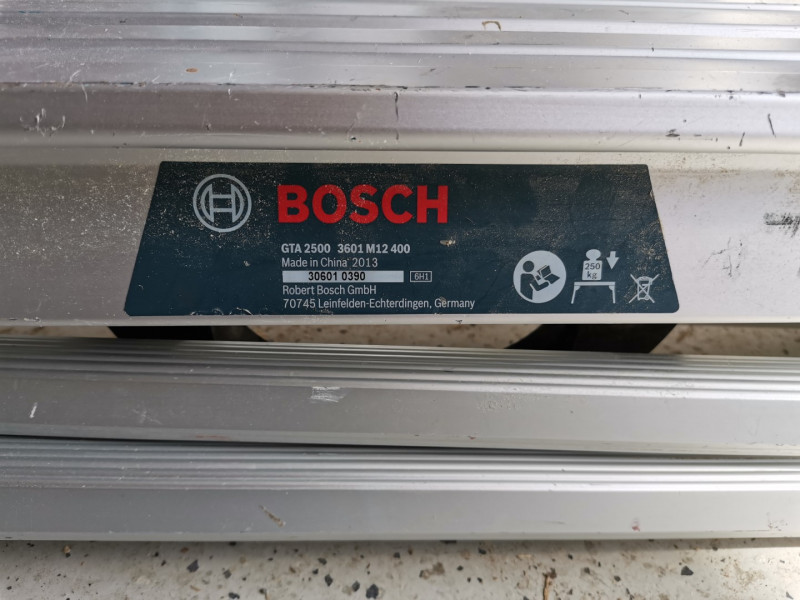 BOSCH
GTA 2500 3601 M12 400
Made in China 2013
30601 0390 6H1
Robert Bosch GmbH
70745 Leinfelden-Echterdingen, Germany
250
kg